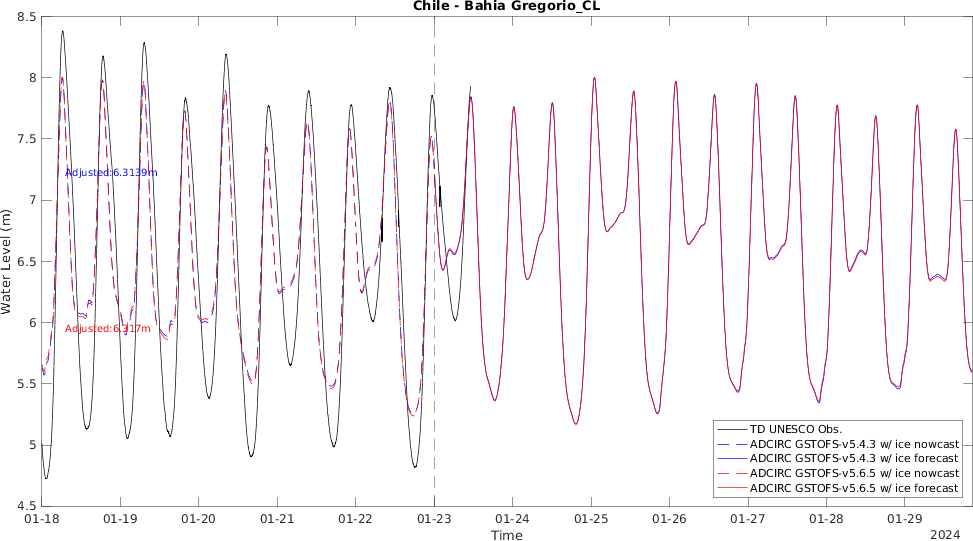 Chile - Bahia Gregorio_CL
8.5
8
7.5
7
6.5
6
5.5
5
4.5
Water Level (m)
Adjusted:6.3139m
Adjusted:6.317m
TD UNESCO Obs.
ADCIRC GSTOFS-v5.4.3 w/ ice nowcast
ADCIRC GSTOFS-v5.4.3 w/ ice forecast
ADCIRC GSTOFS-v5.6.5 w/ ice nowcast
ADCIRC GSTOFS-v5.6.5 w/ ice forecast
01-18 01-19 01-20 01-21 01-22 01-23 01-24 01-25 01-26 01-27 01-28 01-29
Time
2024